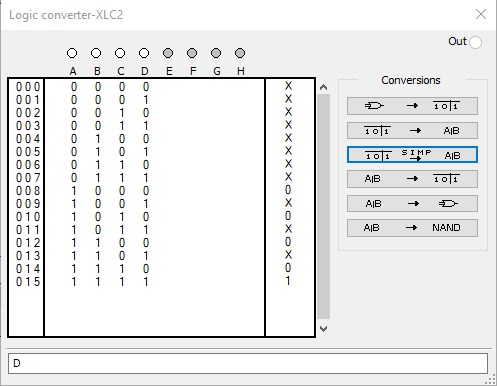 Logic converter-XLC2
Out
A B C D E F G H
000 0 0 0 0 X
001 0 0 0 1 X
002 0 0 1 0 X
003 0 0 1 1 X
004 0 1 0 0 X
005 0 1 0 1 X
006 0 1 1 0 X
007 0 1 1 1 X
008 1 0 0 0 0
009 1 0 0 1 X
010 1 0 1 0 0
011 1 0 1 1 X
012 1 1 0 0 0
013 1 1 0 1 X
014 1 1 1 0 0
015 1 1 1 1 1
Conversions
→ 1 0 1
1 0 1 → A|B
1 0 1 SIMP → A|B
A|B → 1 0 1
A|B →
A|B → NAND
D